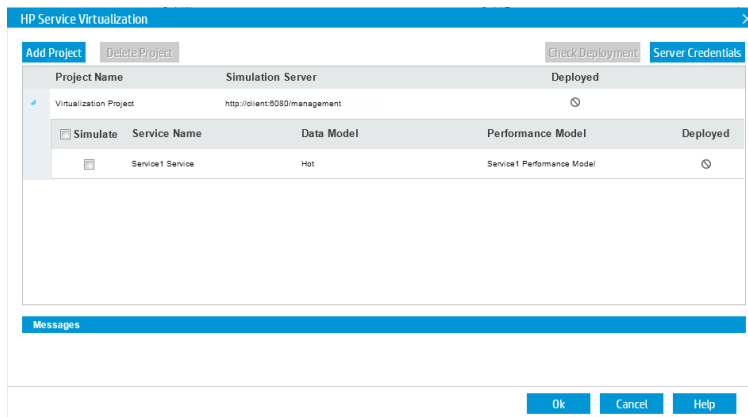 HP Service Virtualization
Add Project Delete Project Check Deployment Server Credentials
Project Name Simulation Server Deployed
Virtualization Project http://client:6080/management
Simulate Service Name Data Model Performance Model Deployed
Service1 Service Hot Service1 Performance Model
Messages
Ok Cancel Help